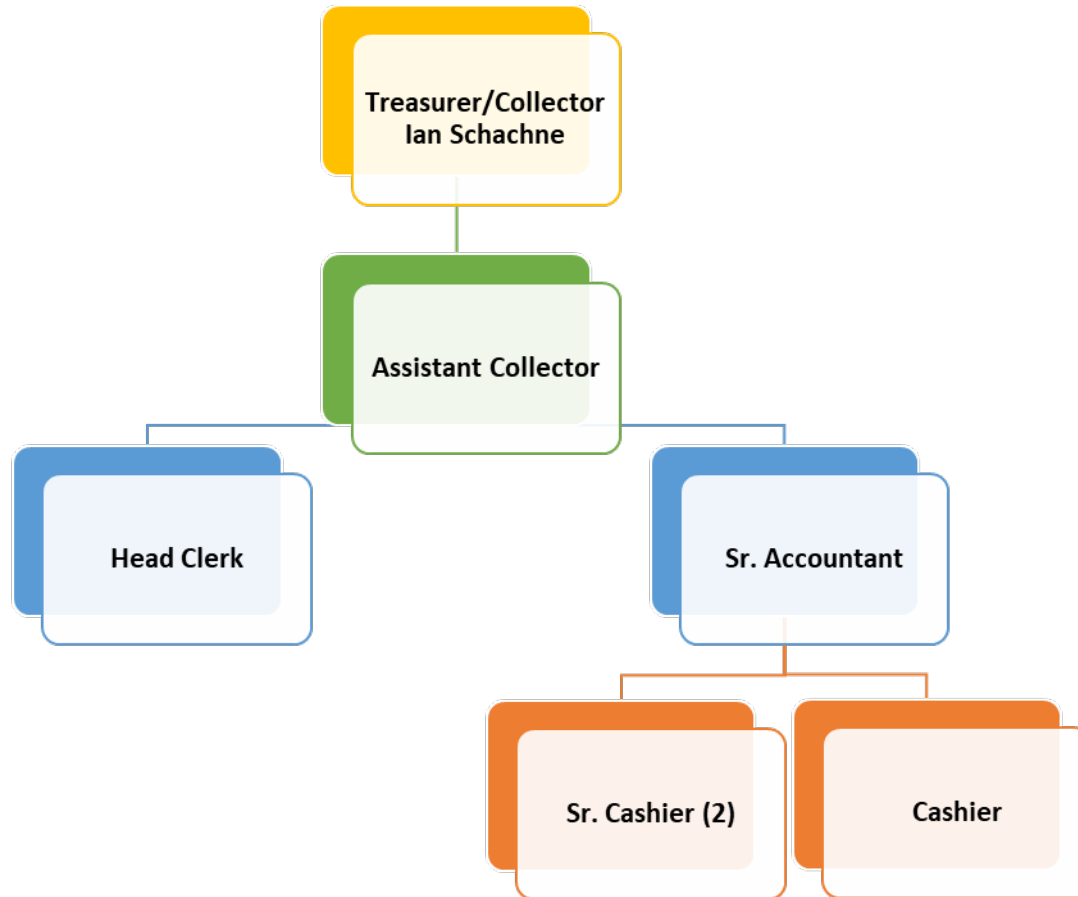 Treasurer/Collector
Ian Schachne
Assistant Collector
Head Clerk
Sr. Accountant
Sr. Cashier (2)
Cashier